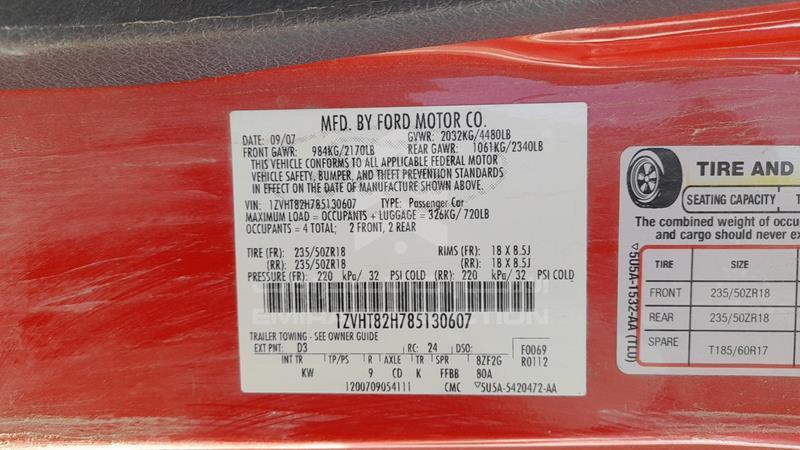 MFD. BY FORD MOTOR CO.
DATE: 09/07 GVWR: 2032KG/4480LB
FRONT GAWR: 984KG/2170LB REAR GAWR: 1061KG/2340LB
THIS VEHICLE CONFORMS TO ALL APPLICABLE FEDERAL MOTOR
VEHICLE SAFETY, BUMPER, AND THEFT PREVENTION STANDARDS
IN EFFECT ON THE DATE OF MANUFACTURE SHOWN ABOVE.
VIN: 1ZVHT82H785130607 TYPE: Passenger Car
MAXIMUM LOAD = OCCUPANTS + LUGGAGE = 326KG/720LB
OCCUPANTS = 4 TOTAL; 2 FRONT, 2 REAR
TIRE (FR): 235/50ZR18 RIMS (FR): 18 X 8.5J
(RR): 235/50ZR18 (RR): 18 X 8.5J
PRESSURE (FR): 220 kPa/ 32 PSI COLD (RR): 220 kPa/ 32 PSI COLD
1ZVHT82H785130607
TRAILER TOWING - SEE OWNER GUIDE
EXT PNT: D3 RC: 24 DSO: F0069
INT TR TP/PS R AXLE TR SPR 8ZF2G R0112
KW 9 CD K FFBB 80A
1200709054111 CMC ▽5U5A-5420472-AA
TIRE AND
SEATING CAPACITY
The combined weight of
and cargo should never
TIRE SIZE
FRONT 235/50ZR18
REAR 235/50ZR18
SPARE T185/60R17
▽5U5A-1532-AA (TLU)